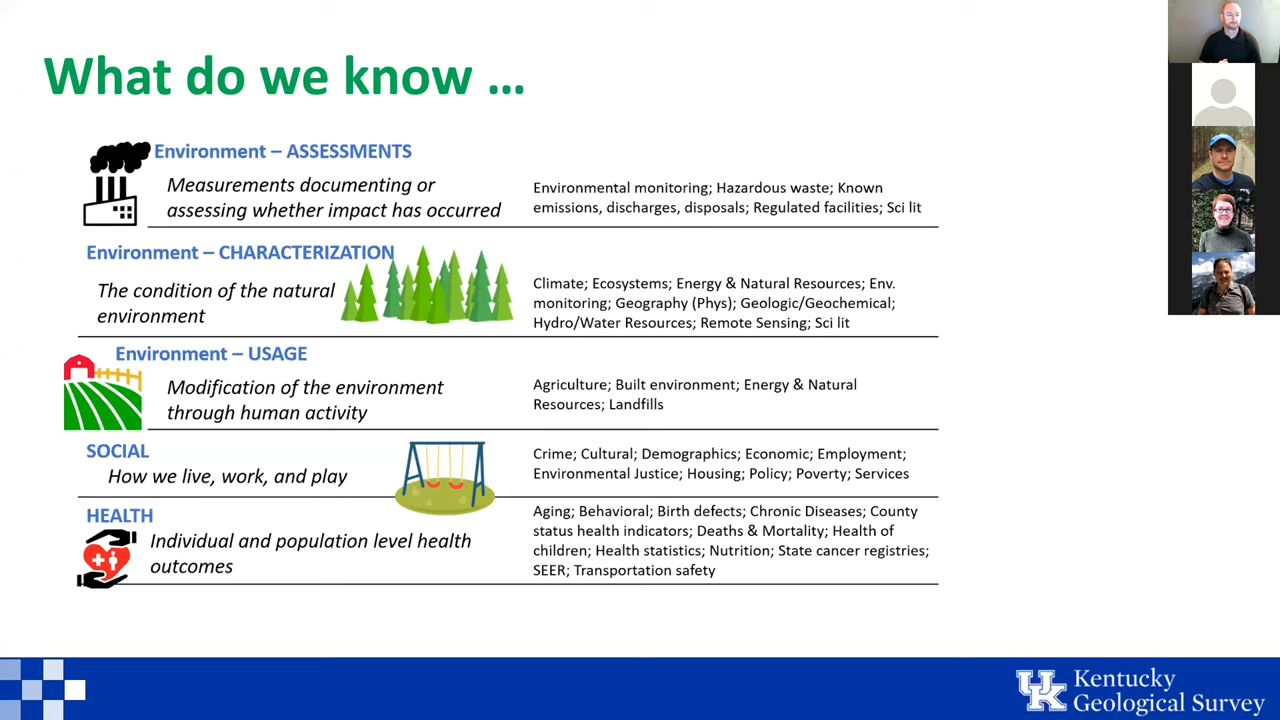 What do we know ...
Environment – ASSESSMENTS
Measurements documenting or
assessing whether impact has occurred
Environmental monitoring; Hazardous waste; Known
emissions, discharges, disposals; Regulated facilities; Sci lit
Environment – CHARACTERIZATION
The condition of the natural
environment
Climate; Ecosystems; Energy & Natural Resources; Env.
monitoring; Geography (Phys); Geologic/Geochemical;
Hydro/Water Resources; Remote Sensing; Sci lit
Environment – USAGE
Modification of the environment
through human activity
Agriculture; Built environment; Energy & Natural
Resources; Landfills
SOCIAL
How we live, work, and play
Crime; Cultural; Demographics; Economic; Employment;
Environmental Justice; Housing; Policy; Poverty; Services
HEALTH
Individual and population level health
outcomes
Aging; Behavioral; Birth defects; Chronic Diseases; County
status health indicators; Deaths & Mortality; Health of
children; Health statistics; Nutrition; State cancer registries;
SEER; Transportation safety
UK
Kentucky
Geological Survey